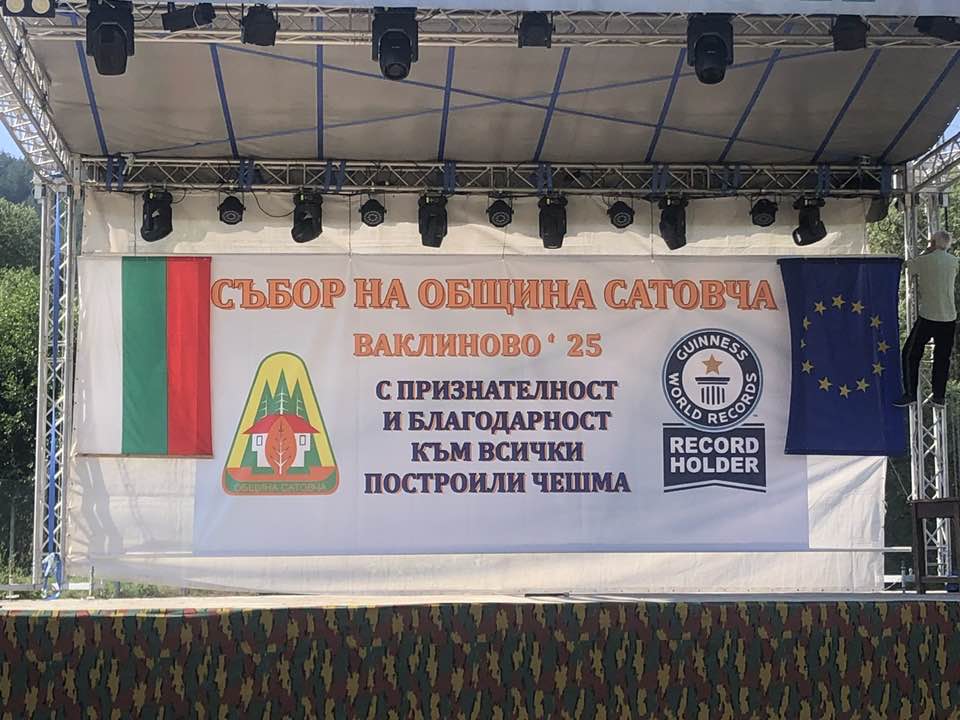 СЪБОР НА ОБЩИНА САТОВЧА
ВАКЛИНОВО ‘ 25
С ПРИЗНАТЕЛНОСТ
И БЛАГОДАРНОСТ
КЪМ ВСИЧКИ
ПОСТРОИЛИ ЧЕШМА
ОБЩИНА САТОВЧА
GUINNESS
WORLD RECORDS
TM
RECORD
HOLDER